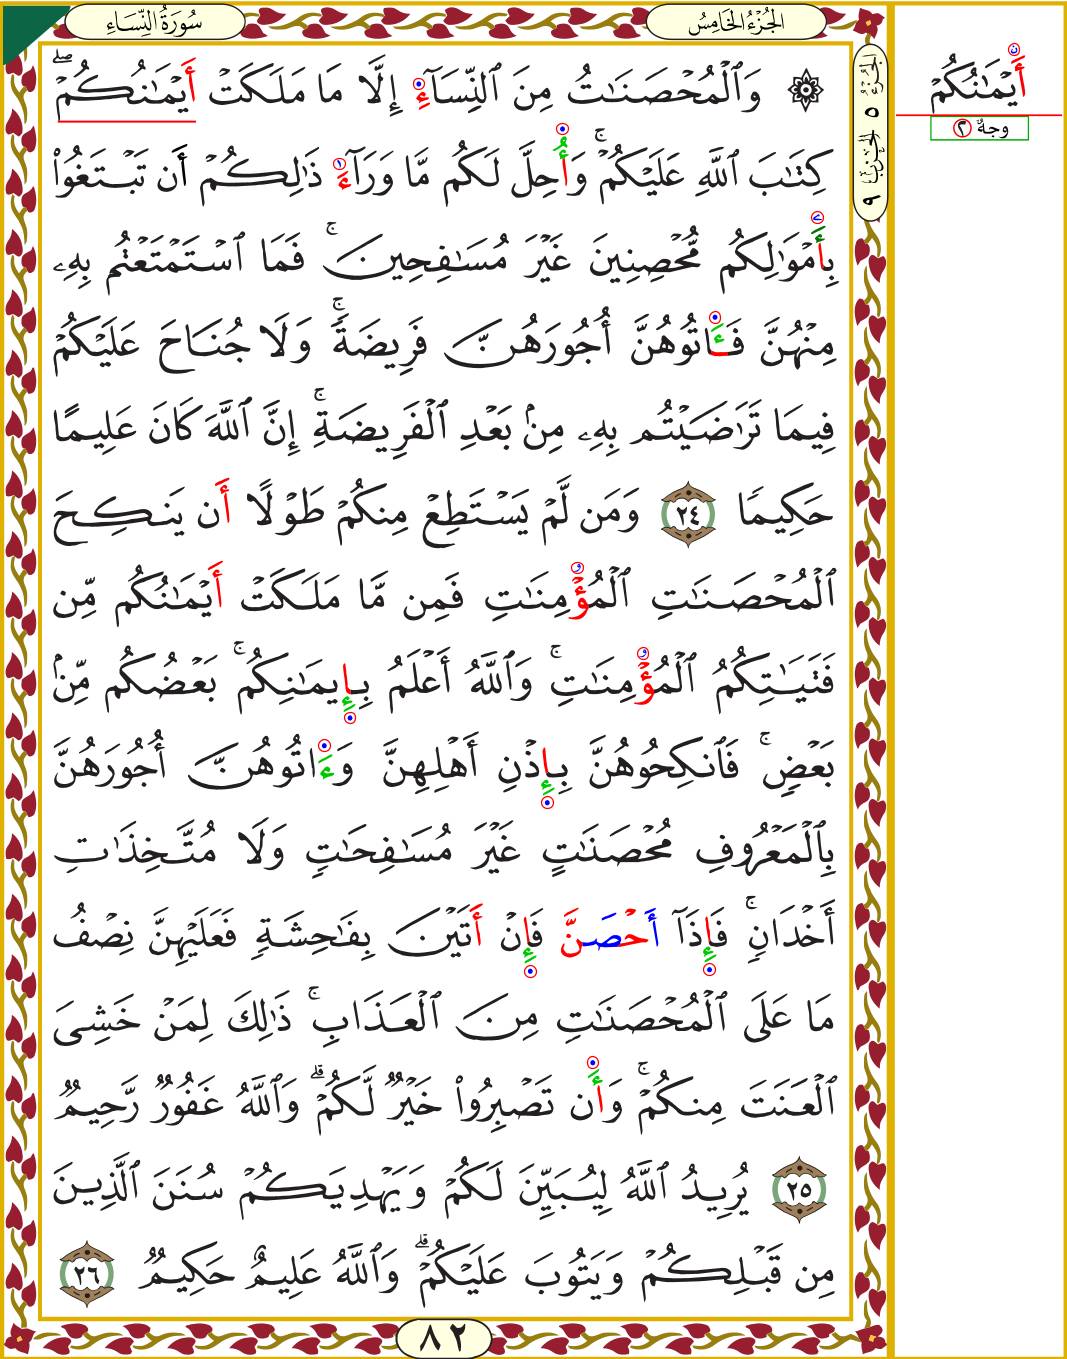 سُورَةُ النِّسَاءِ
الجُزْءُ الخَامِسُ
۞ وَٱلْمُحْصَنَـٰتُ مِنَ ٱلنِّسَآءِ إِلَّا مَا مَلَكَتْ أَيْمَـٰنُكُمْ ۖ
كِتَـٰبَ ٱللَّهِ عَلَيْكُمْ ۚ وَأُحِلَّ لَكُم مَّا وَرَآءَ ذَٰلِكُمْ أَن تَبْتَغُوا۟
بِأَمْوَٰلِكُم مُّحْصِنِينَ غَيْرَ مُسَـٰفِحِينَ ۚ فَمَا ٱسْتَمْتَعْتُم بِهِۦ
مِنْهُنَّ فَـَٔاتُوهُنَّ أُجُورَهُنَّ فَرِيضَةً ۚ وَلَا جُنَاحَ عَلَيْكُمْ
فِيمَا تَرَٰضَيْتُم بِهِۦ مِنۢ بَعْدِ ٱلْفَرِيضَةِ ۚ إِنَّ ٱللَّهَ كَانَ عَلِيمًا
حَكِيمًا ٢٤ وَمَن لَّمْ يَسْتَطِعْ مِنكُمْ طَوْلًا أَن يَنكِحَ
ٱلْمُحْصَنَـٰتِ ٱلْمُؤْمِنَـٰتِ فَمِن مَّا مَلَكَتْ أَيْمَـٰنُكُم مِّن
فَتَيَـٰتِكُمُ ٱلْمُؤْمِنَـٰتِ ۚ وَٱللَّهُ أَعْلَمُ بِإِيمَـٰنِكُم ۚ بَعْضُكُم مِّنۢ
بَعْضٍ ۚ فَٱنكِحُوهُنَّ بِإِذْنِ أَهْلِهِنَّ وَءَاتُوهُنَّ أُجُورَهُنَّ
بِٱلْمَعْرُوفِ مُحْصَنَـٰتٍ غَيْرَ مُسَـٰفِحَـٰتٍ وَلَا مُتَّخِذَٰتِ
أَخْدَانٍ ۚ فَإِذَآ أَحْصَنَّ فَإِنْ أَتَيْنَ بِفَـٰحِشَةٍ فَعَلَيْهِنَّ نِصْفُ
مَا عَلَى ٱلْمُحْصَنَـٰتِ مِنَ ٱلْعَذَابِ ۚ ذَٰلِكَ لِمَنْ خَشِىَ
ٱلْعَنَتَ مِنكُمْ ۚ وَأَن تَصْبِرُوا۟ خَيْرٌ لَّكُمْ ۗ وَٱللَّهُ غَفُورٌ رَّحِيمٌ
٢٥ يُرِيدُ ٱللَّهُ لِيُبَيِّنَ لَكُمْ وَيَهْدِيَكُمْ سُنَنَ ٱلَّذِينَ
مِن قَبْلِكُمْ وَيَتُوبَ عَلَيْكُمْ ۗ وَٱللَّهُ عَلِيمٌ حَكِيمٌ ٢٦
٨٢
الجُزْءُ ٥ الحِزْبُ ٩
أَيْمَـٰنُكُمْ
وجهٌ ٢